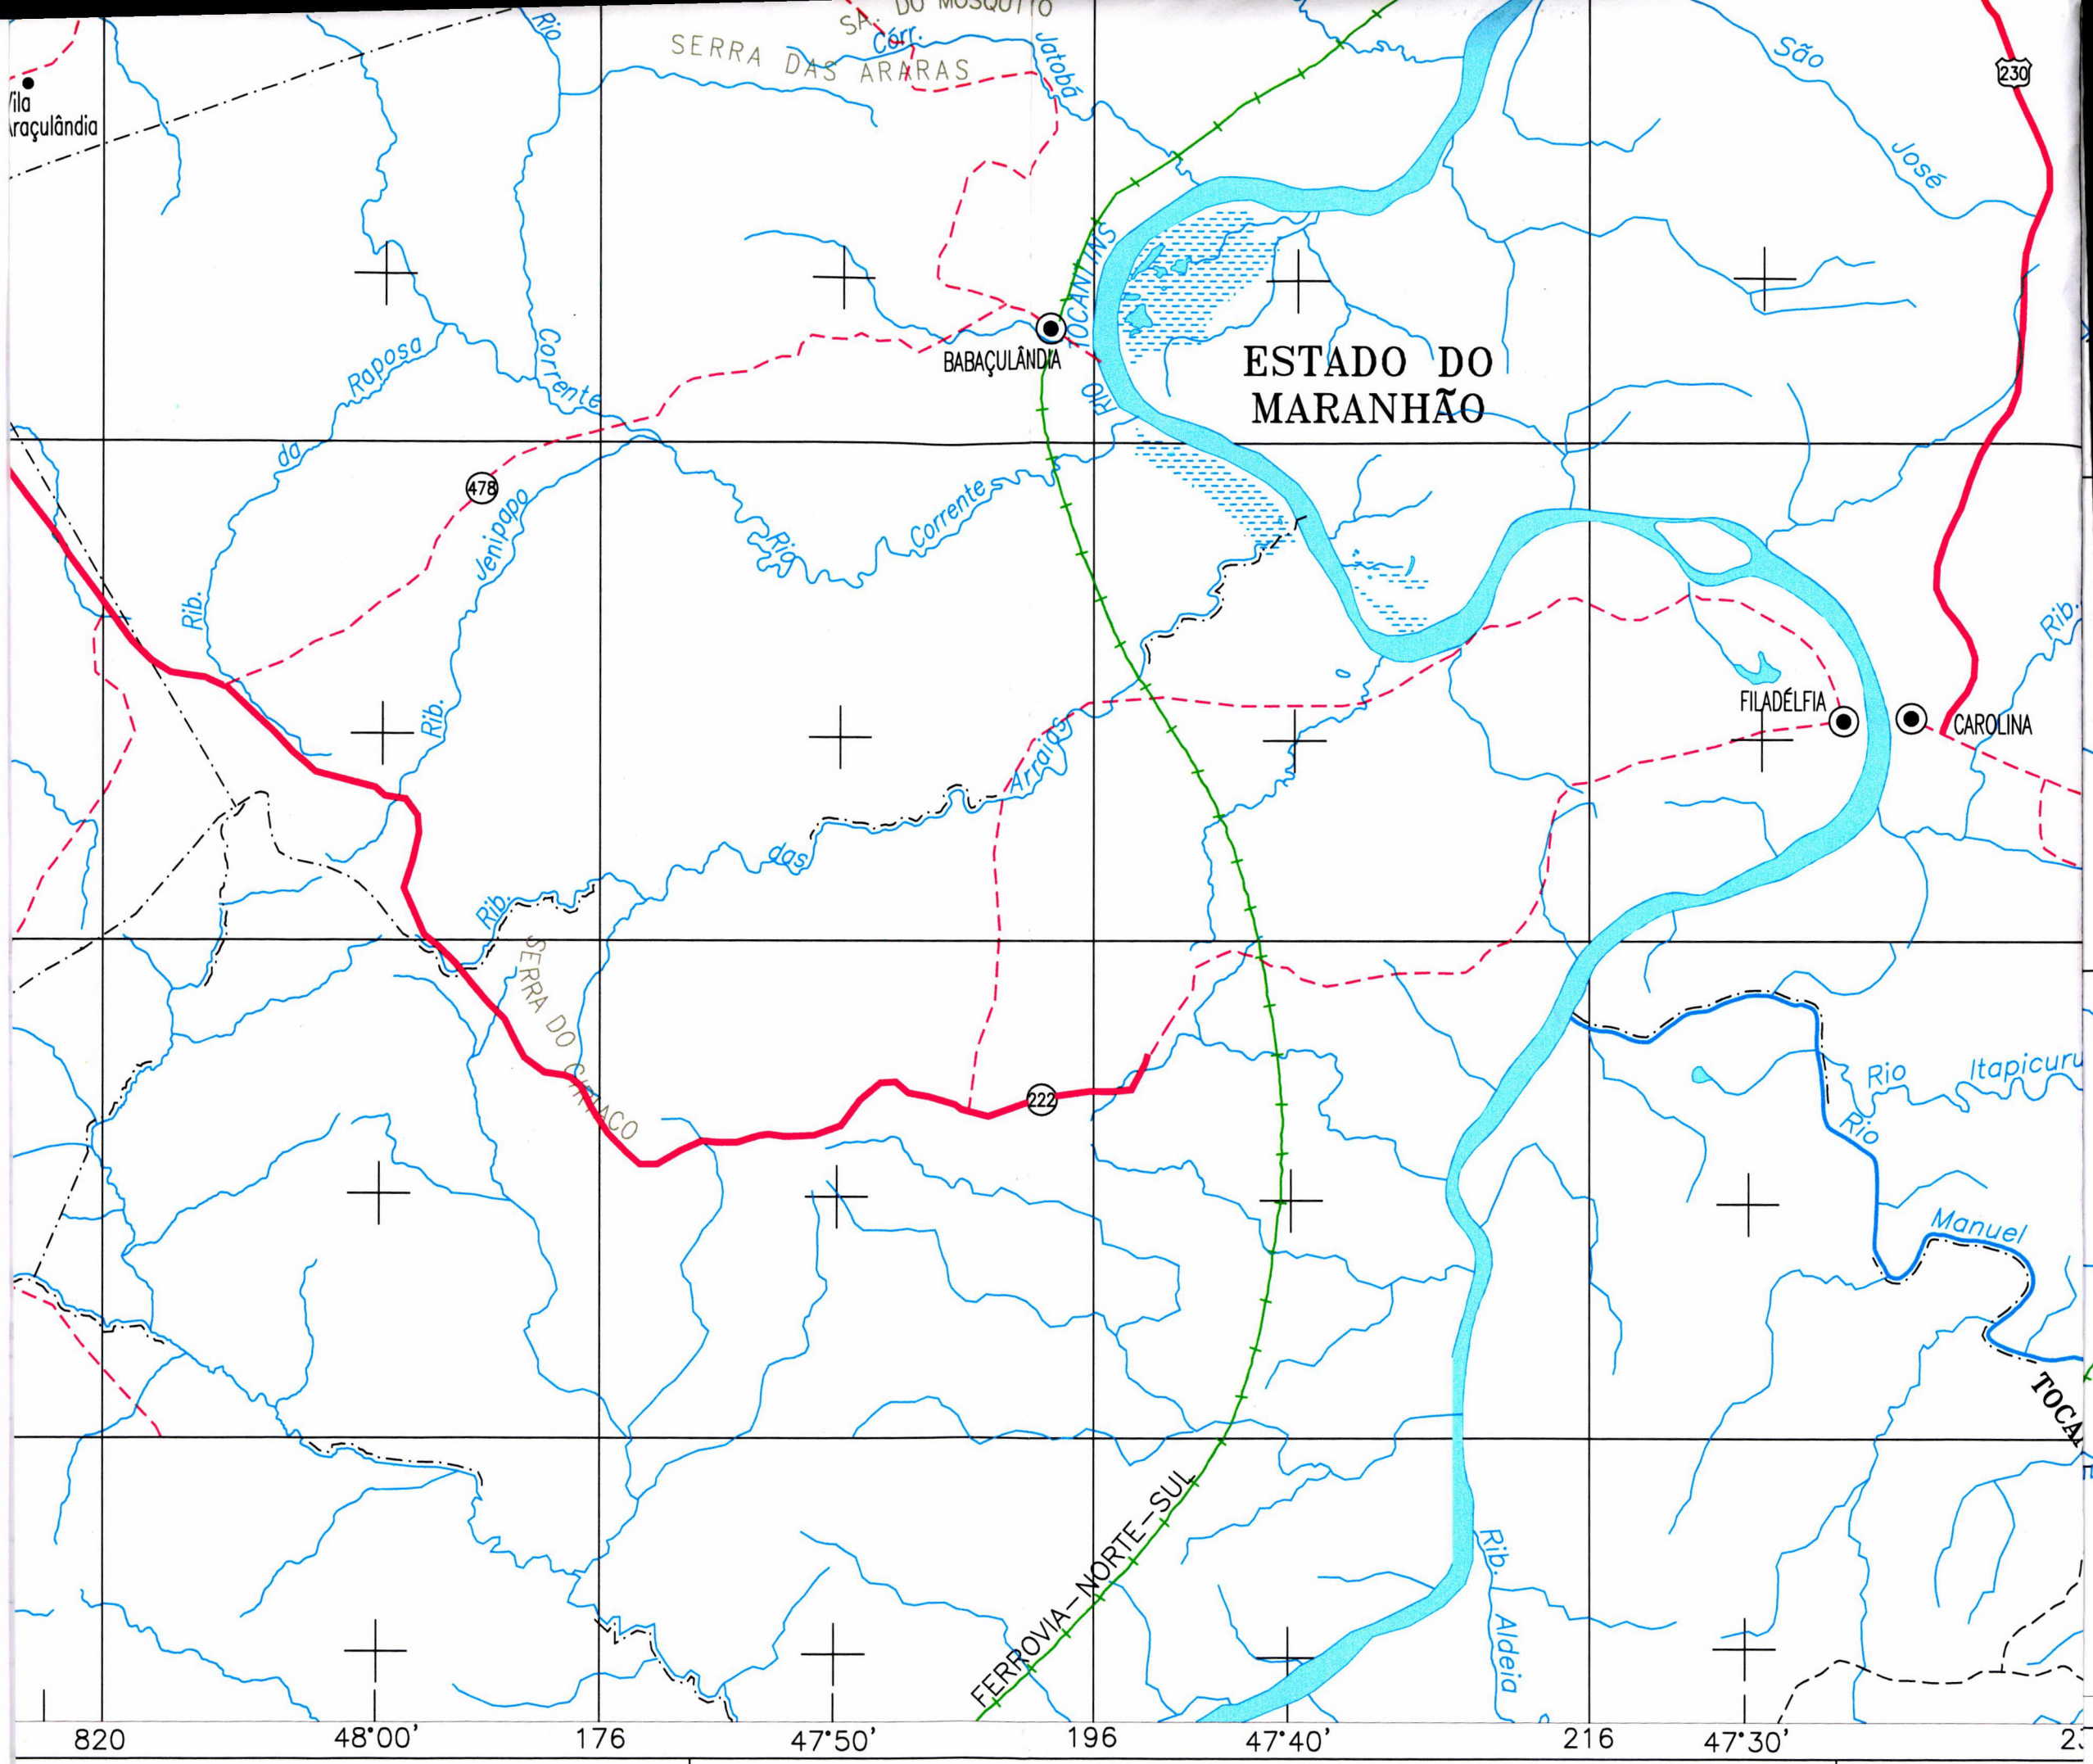 SA. DO MOSQUITO
Rio
Córr.
Jatobá
São
SERRA DAS ARARAS
230
Vila
Araçulândia
José
TOCANTINS
Corrente
Raposa
BABAÇULÂNDIA
ESTADO DO
MARANHÃO
RIO
da
478
Jenipapo
Corrente
Rio
Rib.
Rib.
Rib.
FILADÉLFIA
CAROLINA
Arraias
das
Rib.
SERRA DO CIRIACO
222
Rio
Itapicuru
Rio
Manuel
TOCA
FERROVIA-NORTE-SUL
Rib.
Aldeia
820
48°00'
176
47°50'
196
47°40'
216
47°30'